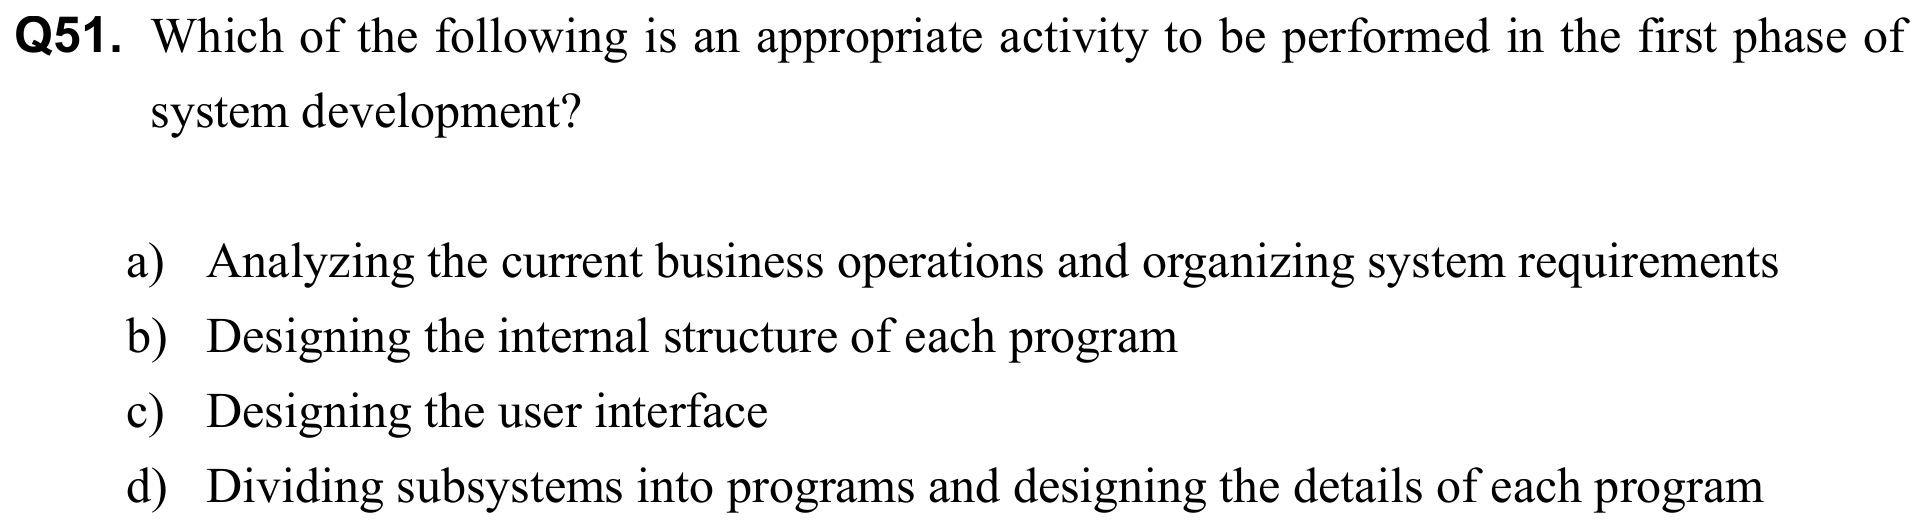 Q51. Which of the following is an appropriate activity to be performed in the first phase of
system development?
a) Analyzing the current business operations and organizing system requirements
b) Designing the internal structure of each program
c) Designing the user interface
d) Dividing subsystems into programs and designing the details of each program